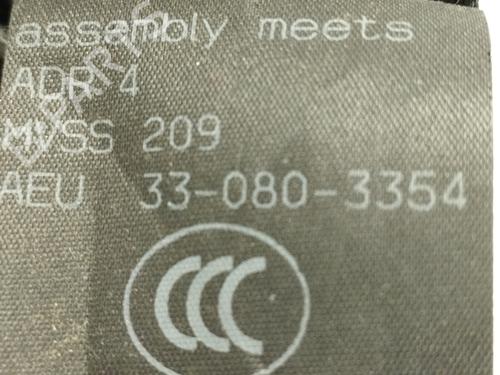 assembly meets
ADR 4
MVSS 209
AEU 33-080-3354
CCC